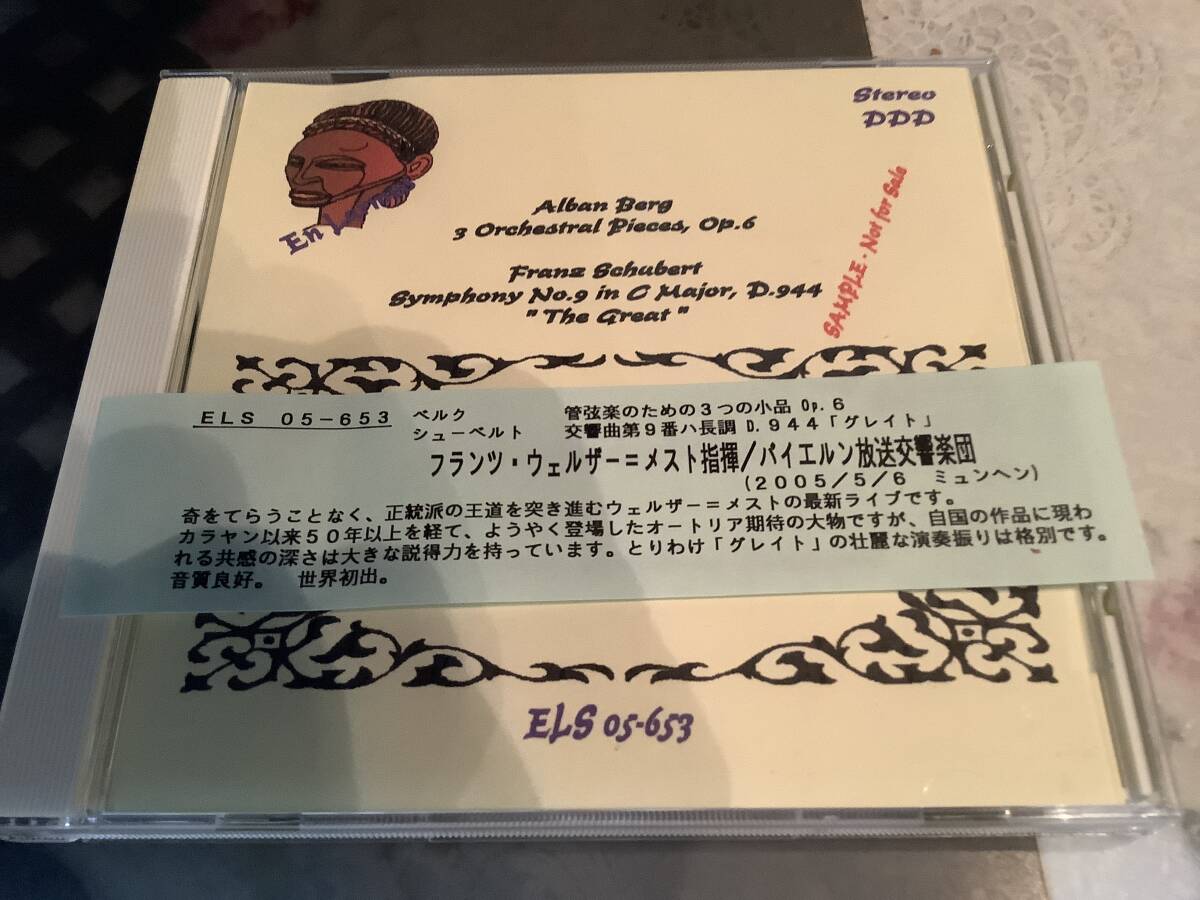 Stereo
DDD
En
Alban Berg
3 Orchestral Pieces, Op.6
Franz Schubert
Symphony No.9 in C Major, D.944
"The Great"
SAMPLE・Not for Sale
ELS 05-653
ベルク 管弦楽のための3つの小品 Op.6
シューベルト 交響曲第9番ハ長調 D.944「グレイト」
フランツ・ウェルザー=メスト指揮/バイエルン放送交響楽団
(2005/5/6 ミュンヘン)
奇をてらうことなく、正統派の王道を突き進むウェルザー=メストの最新ライブです。
カラヤン以来50年以上を経て、ようやく登場したオートリア期待の大物ですが、自国の作品に現わ
れる共感の深さは大きな説得力を持っています。とりわけ「グレイト」の壮麗な演奏振りは格別です。
音質良好。 世界初出。
ELS 05-653